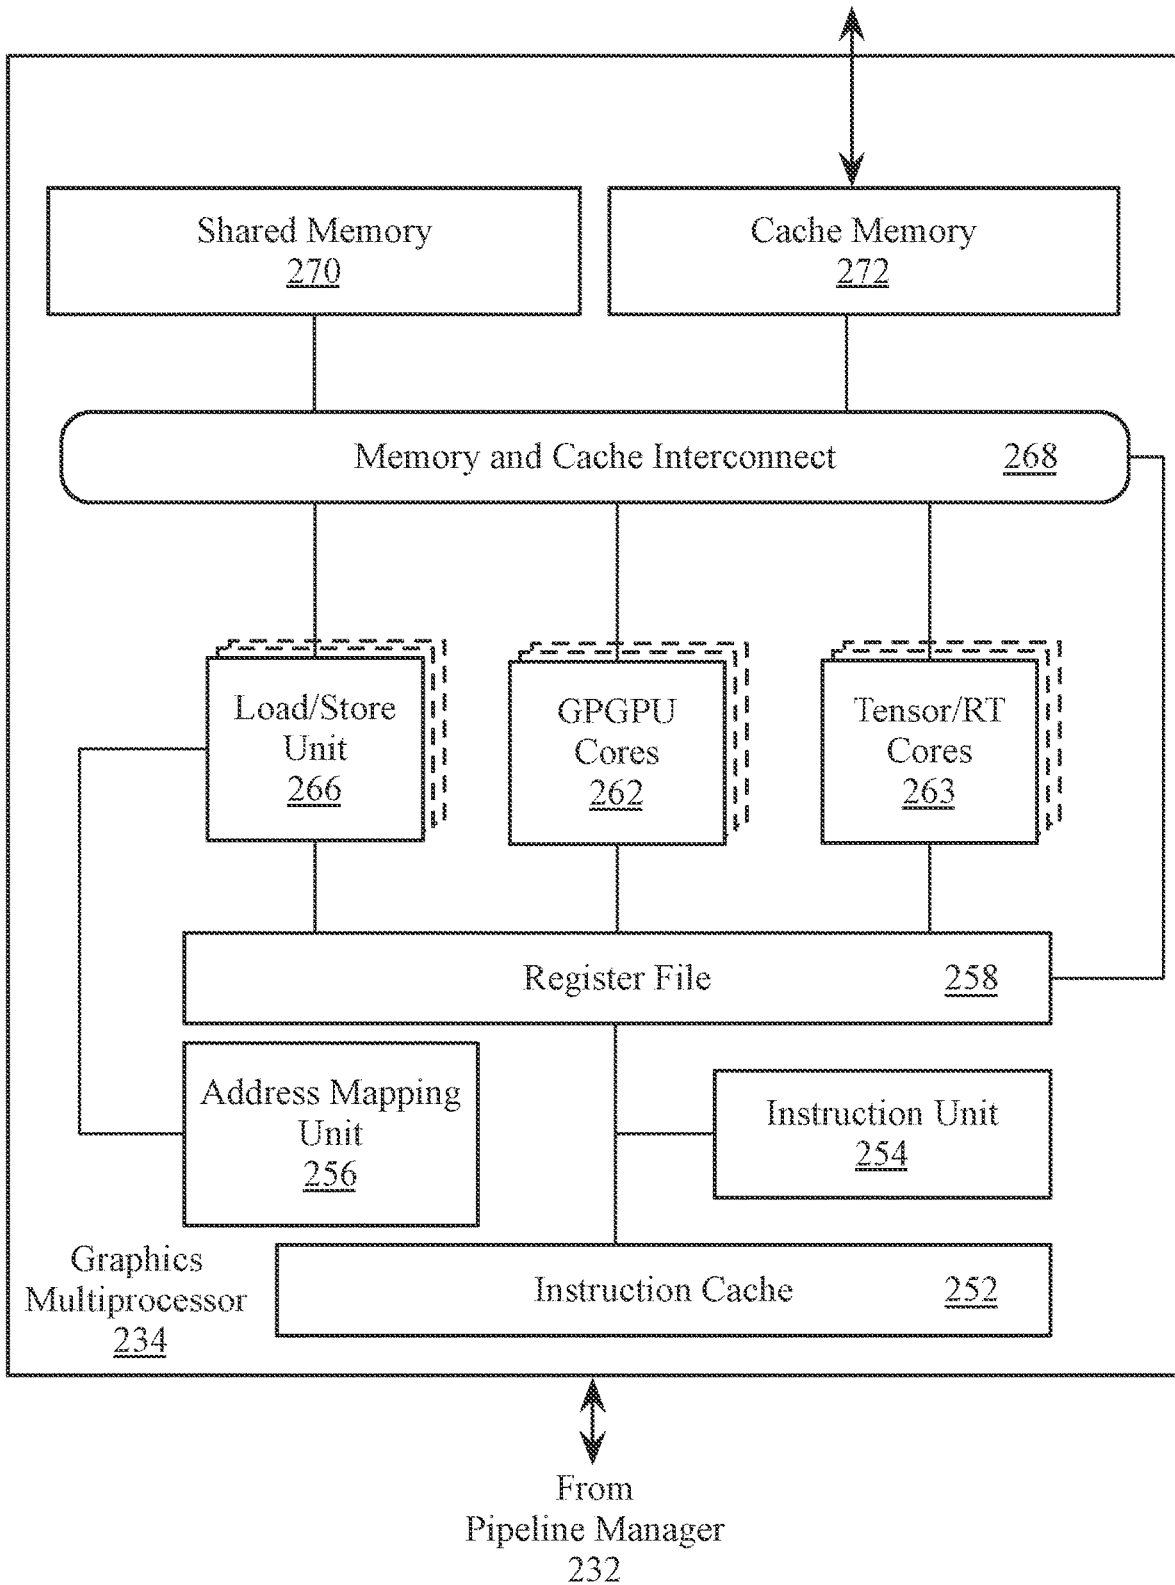 Shared Memory
270
Cache Memory
272
Memory and Cache Interconnect 268
Load/Store
Unit
266
GPGPU
Cores
262
Tensor/RT
Cores
263
Register File 258
Address Mapping
Unit
256
Instruction Unit
254
Graphics
Multiprocessor
234
Instruction Cache 252
From
Pipeline Manager
232